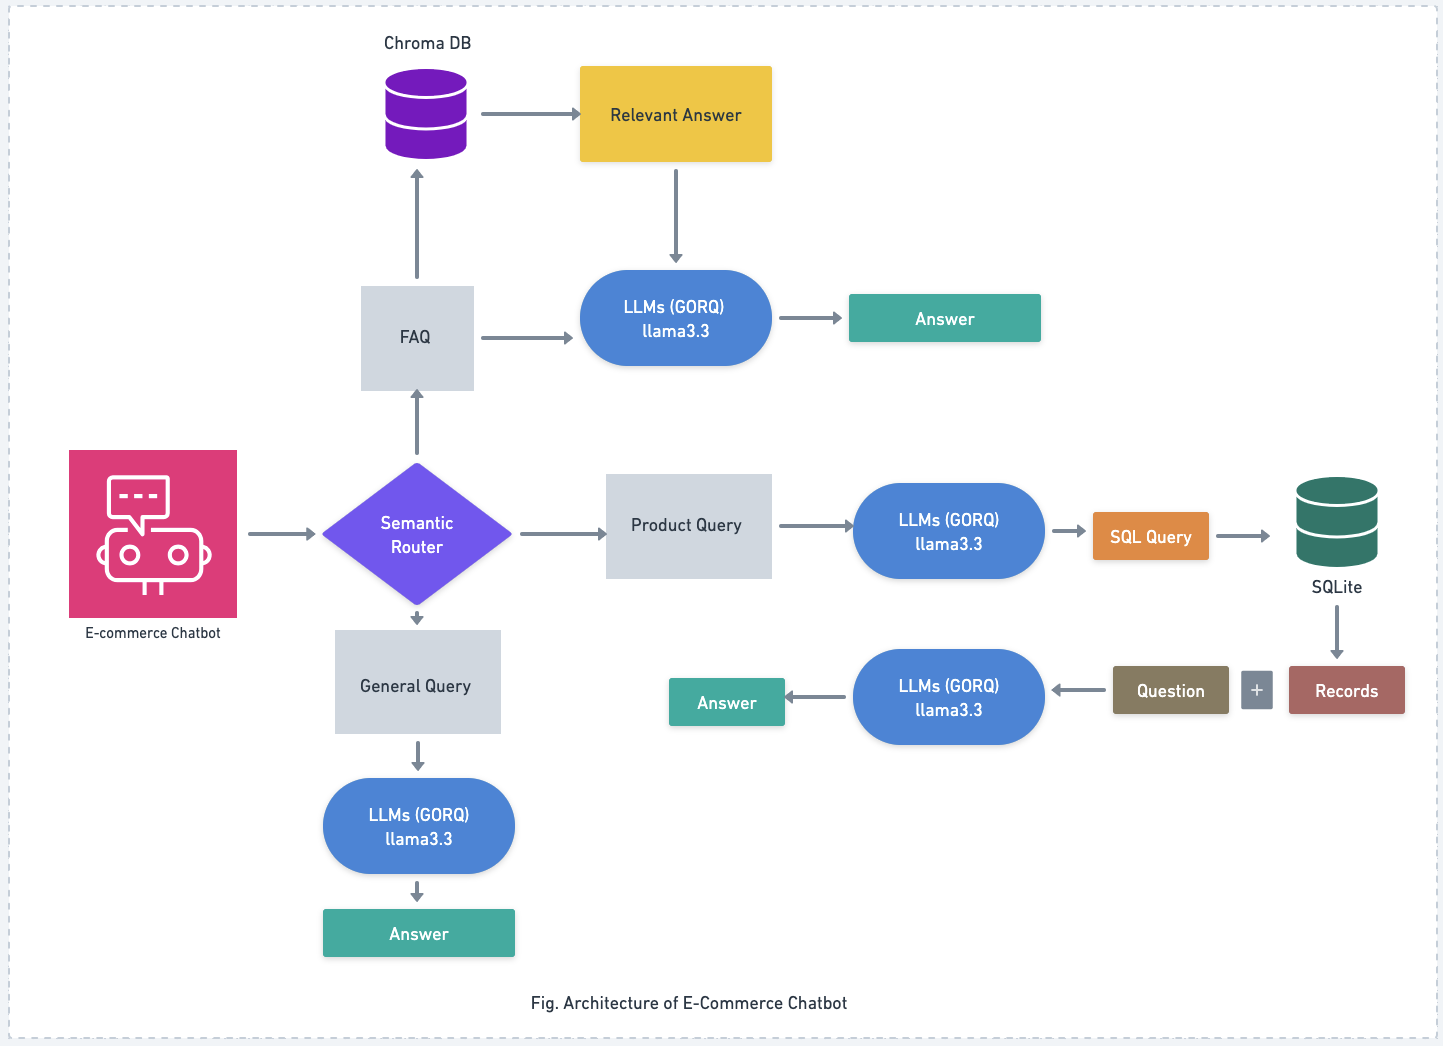 Chroma DB
Relevant Answer
LLMs (GORQ)
llama3.3
Answer
FAQ
Semantic
Router
Product Query
LLMs (GORQ)
llama3.3
SQL Query
SQLite
E-commerce Chatbot
General Query
Answer
LLMs (GORQ)
llama3.3
Question
+
Records
LLMs (GORQ)
llama3.3
Answer
Fig. Architecture of E-Commerce Chatbot